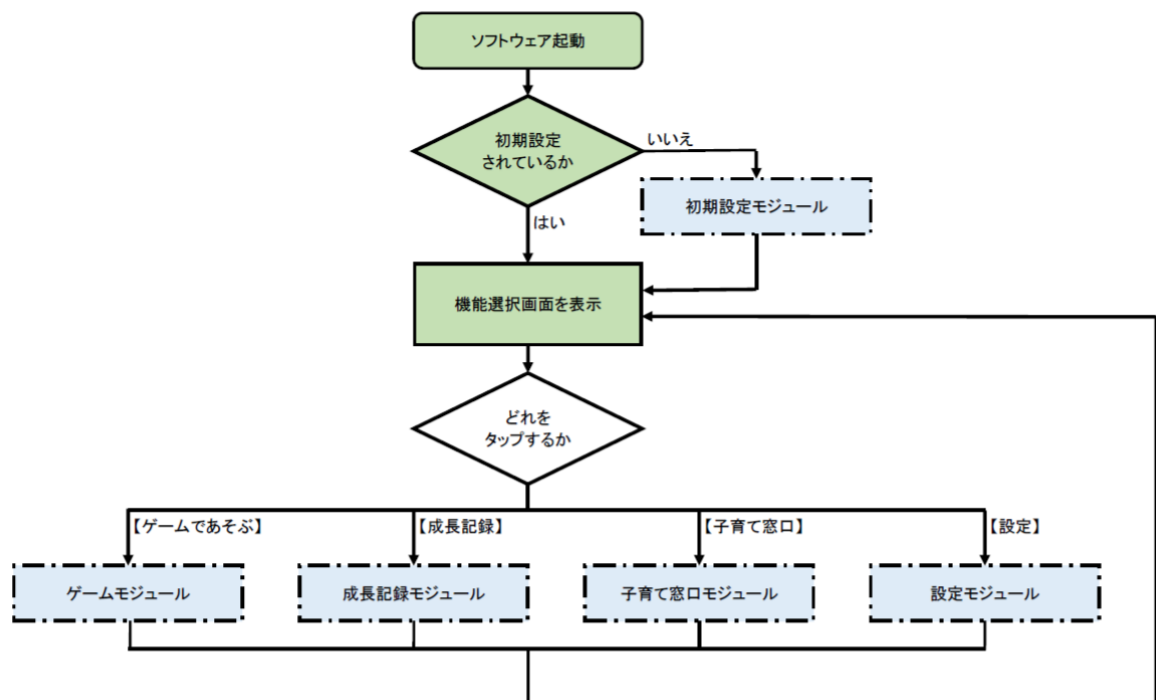 ソフトウェア起動
初期設定
されているか
いいえ
初期設定モジュール
はい
機能選択画面を表示
どれを
タップするか
【ゲームであそぶ】
【成長記録】
【子育て窓口】
【設定】
ゲームモジュール
成長記録モジュール
子育て窓口モジュール
設定モジュール